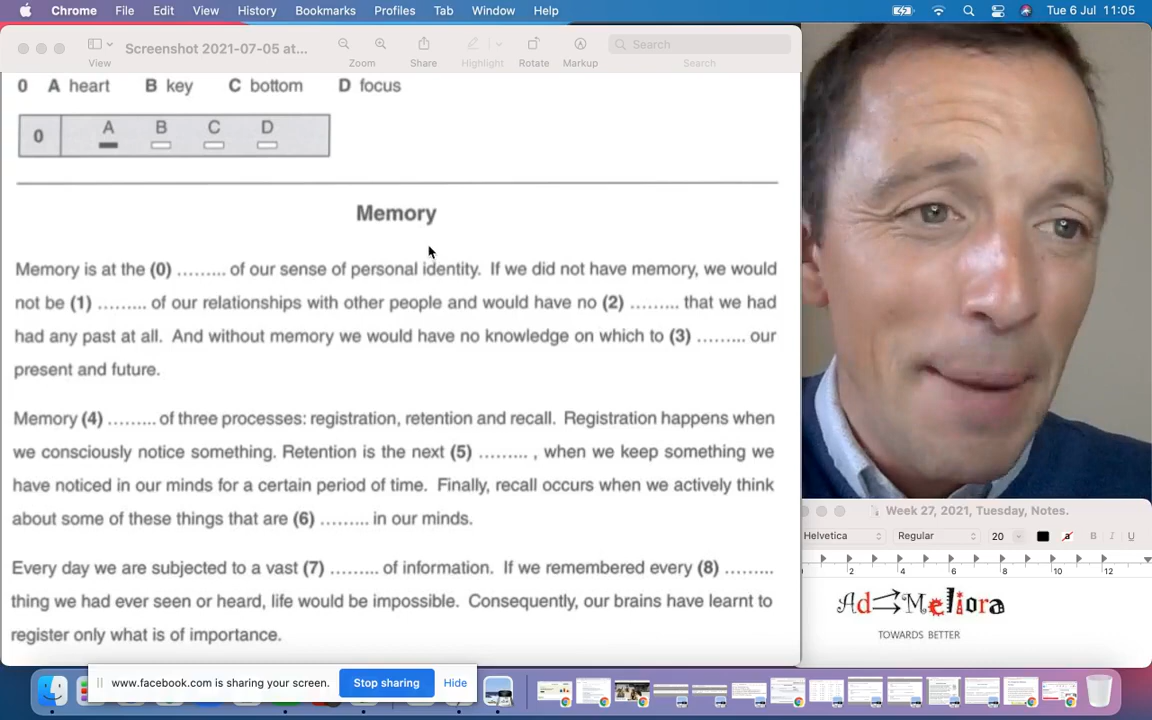 Chrome File Edit View History Bookmarks Profiles Tab Window Help Tue 6 Jul 11:05
Screenshot 2021-07-05 at...
View Zoom Share Highlight Rotate Markup Search
Search
0 A heart B key C bottom D focus
0 A B C D
Memory
Memory is at the (0) ......... of our sense of personal identity. If we did not have memory, we would
not be (1) ......... of our relationships with other people and would have no (2) ......... that we had
had any past at all. And without memory we would have no knowledge on which to (3) ......... our
present and future.
Memory (4) ......... of three processes: registration, retention and recall. Registration happens when
we consciously notice something. Retention is the next (5) ......... , when we keep something we
have noticed in our minds for a certain period of time. Finally, recall occurs when we actively think
about some of these things that are (6) ......... in our minds.
Every day we are subjected to a vast (7) ......... of information. If we remembered every (8) .........
thing we had ever seen or heard, life would be impossible. Consequently, our brains have learnt to
register only what is of importance.
www.facebook.com is sharing your screen. Stop sharing Hide
Week 27, 2021, Tuesday, Notes.
Helvetica Regular 20 a B I U
0 2 4 6 8 10 12
Ad Meliora
TOWARDS BETTER